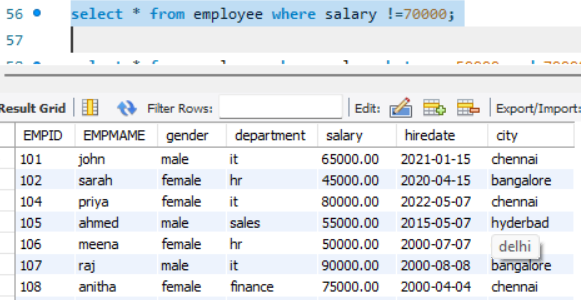 56 select * from employee where salary !=70000;
57
Result Grid Filter Rows: Edit: Export/Import:
EMPID EMPMAME gender department salary hiredate city
101 john male it 65000.00 2021-01-15 chennai
102 sarah female hr 45000.00 2020-04-15 bangalore
104 priya female it 80000.00 2022-05-07 chennai
105 ahmed male sales 55000.00 2015-05-07 hyderbad
106 meena female hr 50000.00 2000-07-07 delhi
107 raj male it 90000.00 2000-08-08 bangalore
108 anitha female finance 75000.00 2000-04-04 chennai